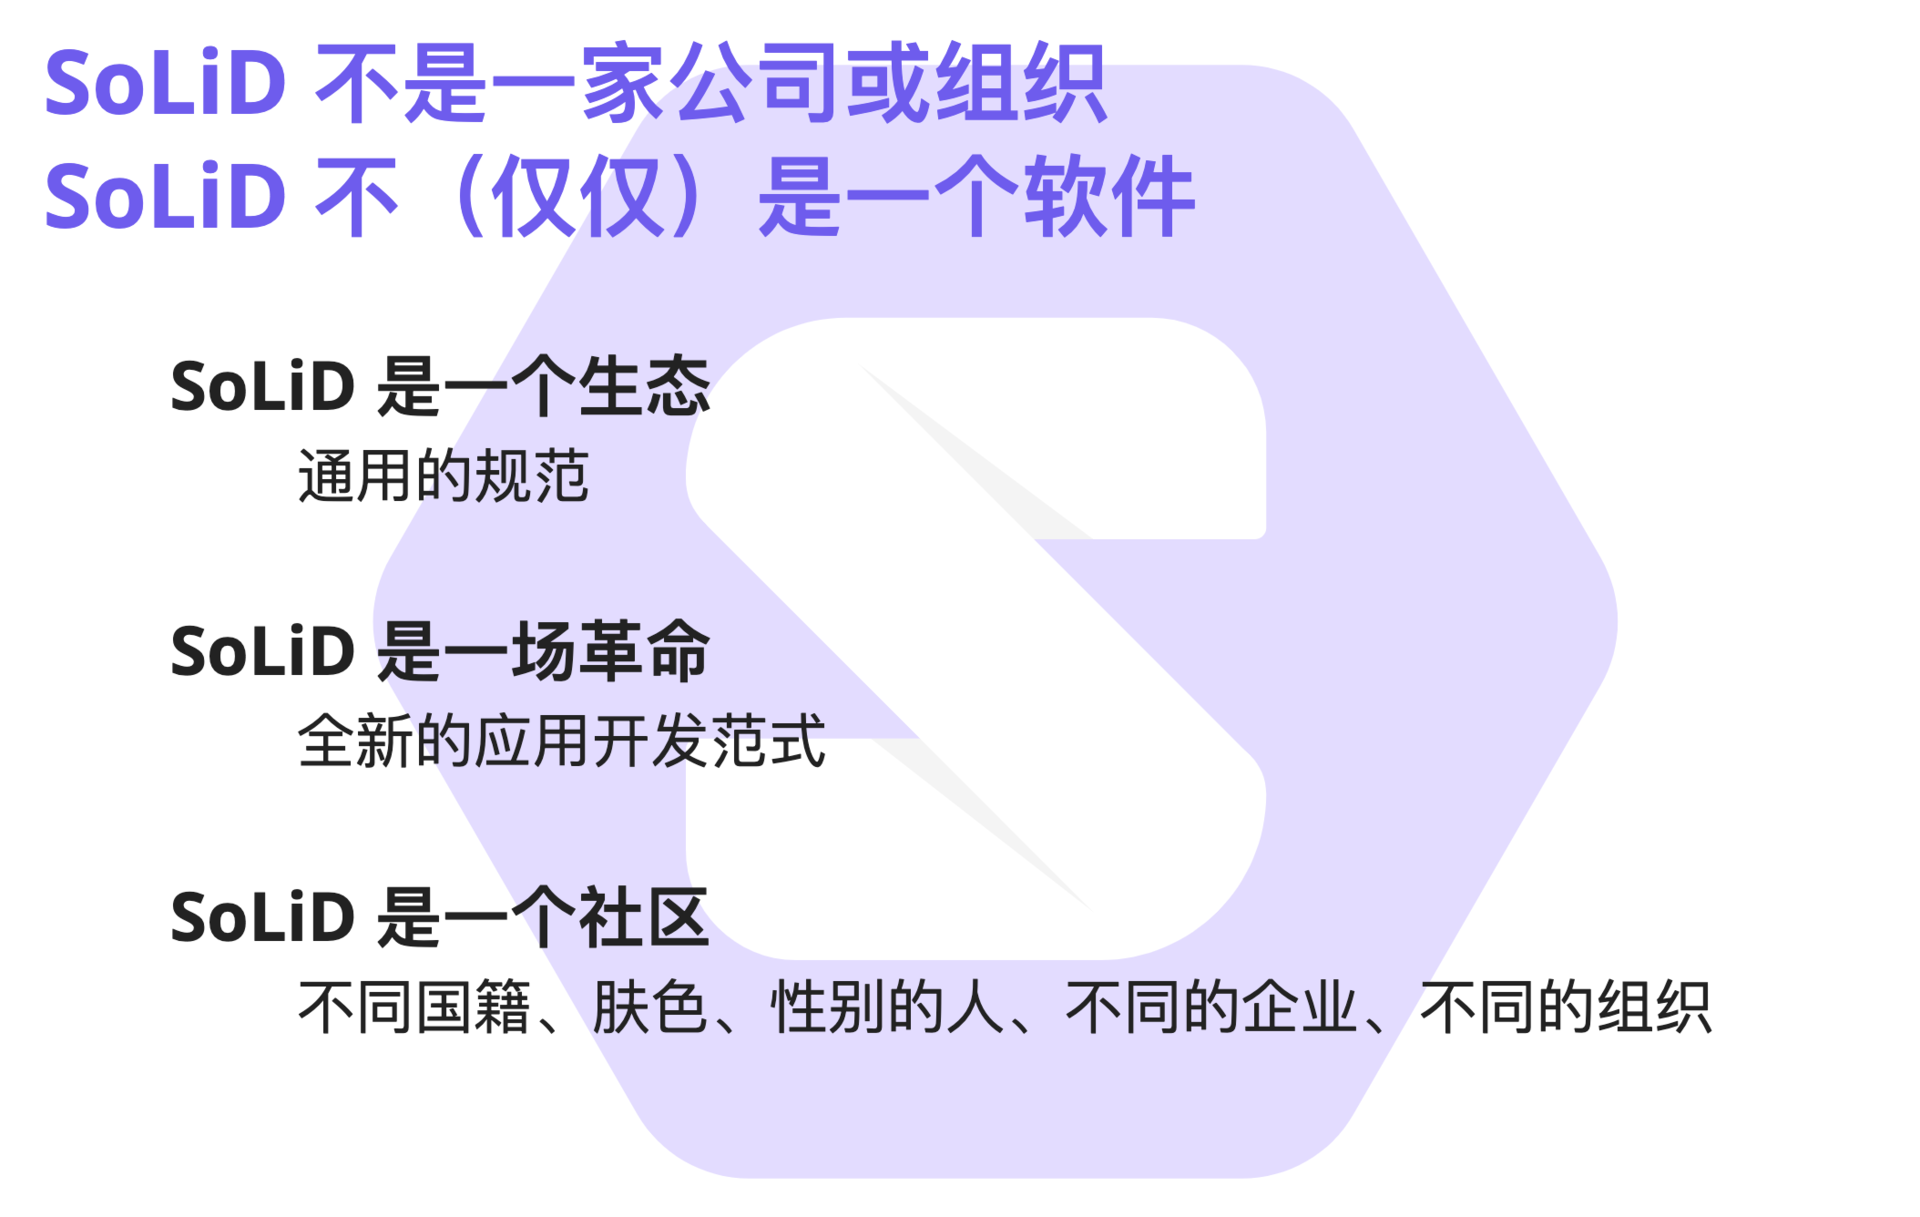 SoLiD 不是一家公司或组织
SoLiD 不（仅仅）是一个软件
SoLiD 是一个生态
通用的规范
SoLiD 是一场革命
全新的应用开发范式
SoLiD 是一个社区
不同国籍、肤色、性别的人、不同的企业、不同的组织